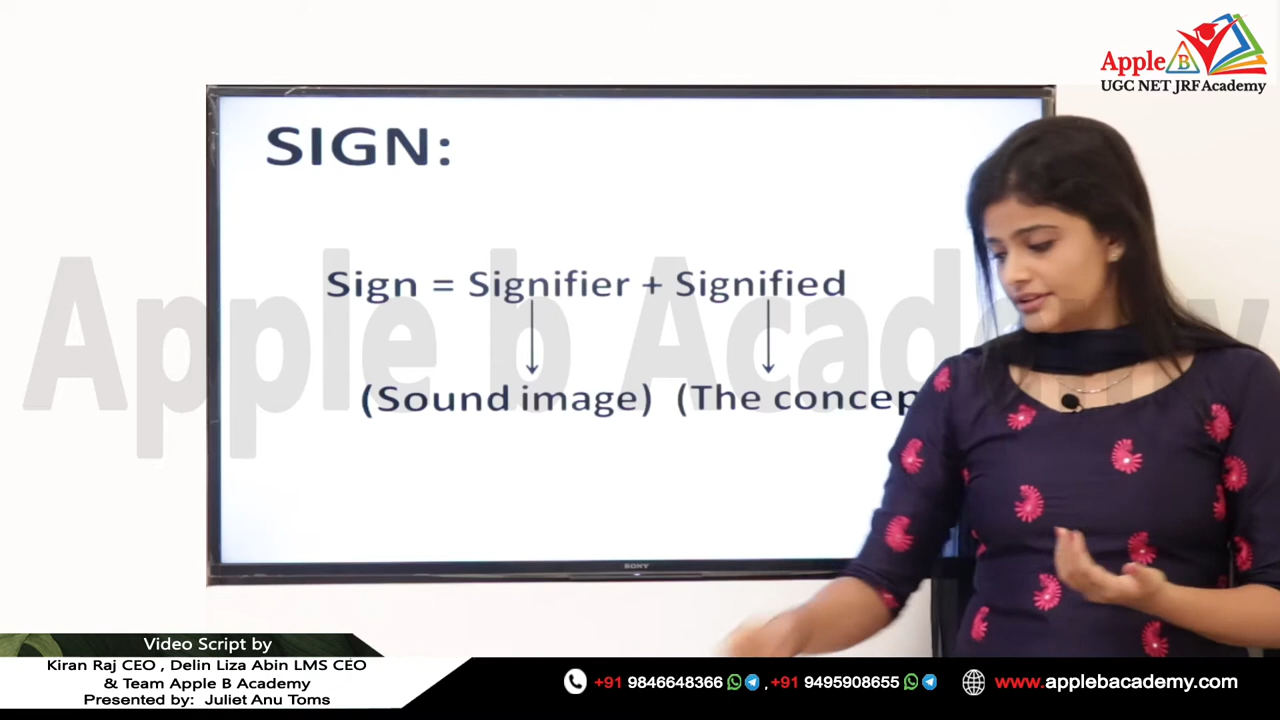 Apple B
UGC NET JRF Academy
SIGN:
Sign = Signifier + Signified
(Sound image) (The concep
Apple b Academy
SONY
Video Script by
Kiran Raj CEO , Delin Liza Abin LMS CEO
& Team Apple B Academy
Presented by: Juliet Anu Toms
+91 9846648366 , +91 9495908655
www.applebacademy.com